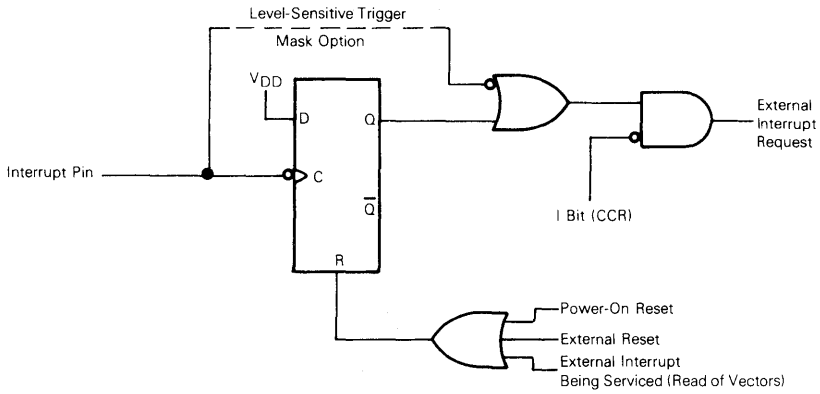 Level-Sensitive Trigger
Mask Option
VDD
D
Q
Interrupt Pin
C
Q̅
R
External
Interrupt
Request
I Bit (CCR)
Power-On Reset
External Reset
External Interrupt
Being Serviced (Read of Vectors)